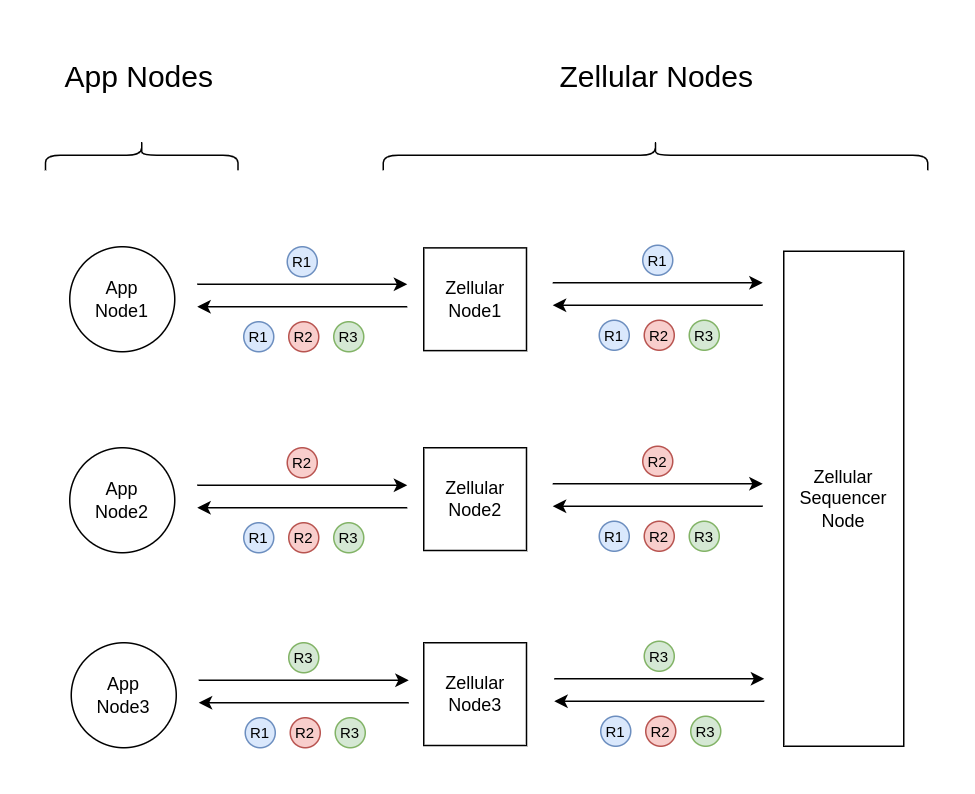 App Nodes
Zellular Nodes
R1
R1
App
Node1
Zellular
Node1
R1 R2 R3
R1 R2 R3
R2
R2
App
Node2
Zellular
Node2
Zellular
Sequencer
Node
R1 R2 R3
R1 R2 R3
R3
R3
App
Node3
Zellular
Node3
R1 R2 R3
R1 R2 R3